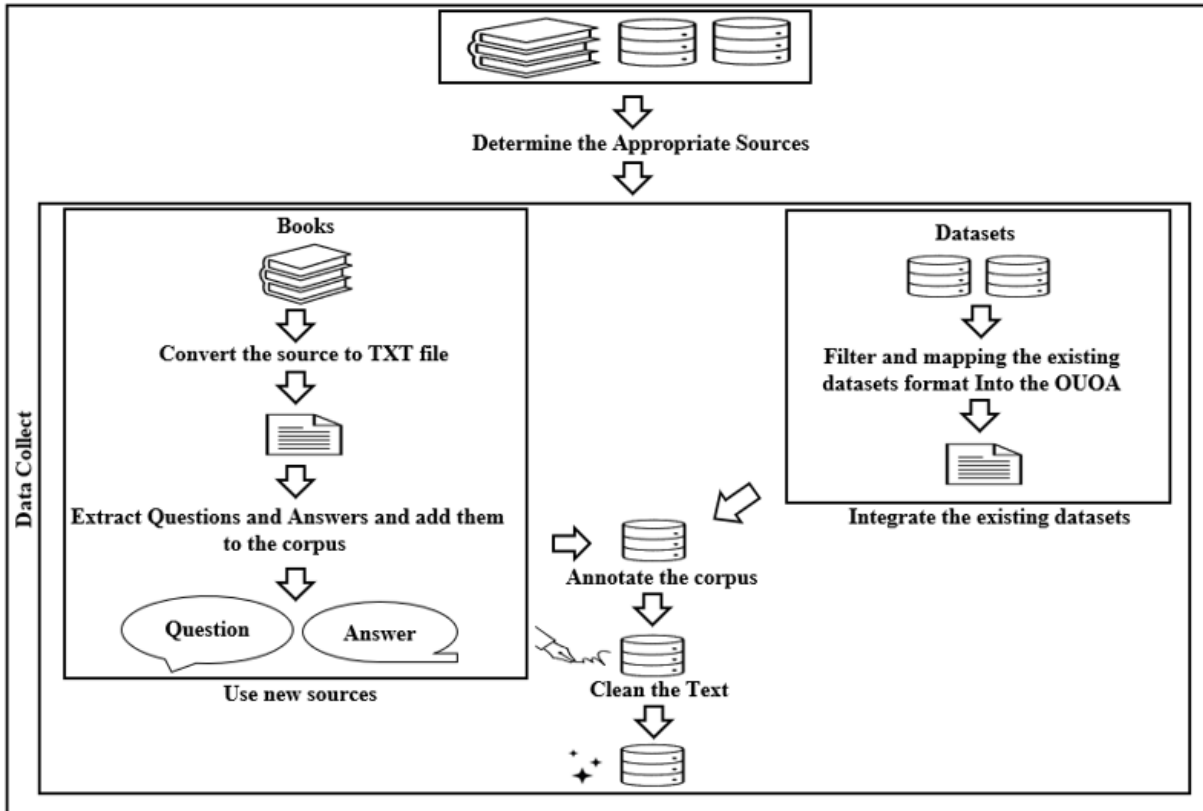 Determine the Appropriate Sources
Data Collect
Books
Convert the source to TXT file
Extract Questions and Answers and add them
to the corpus
Question
Answer
Use new sources
Datasets
Filter and mapping the existing
datasets format Into the OUOA
Integrate the existing datasets
Annotate the corpus
Clean the Text